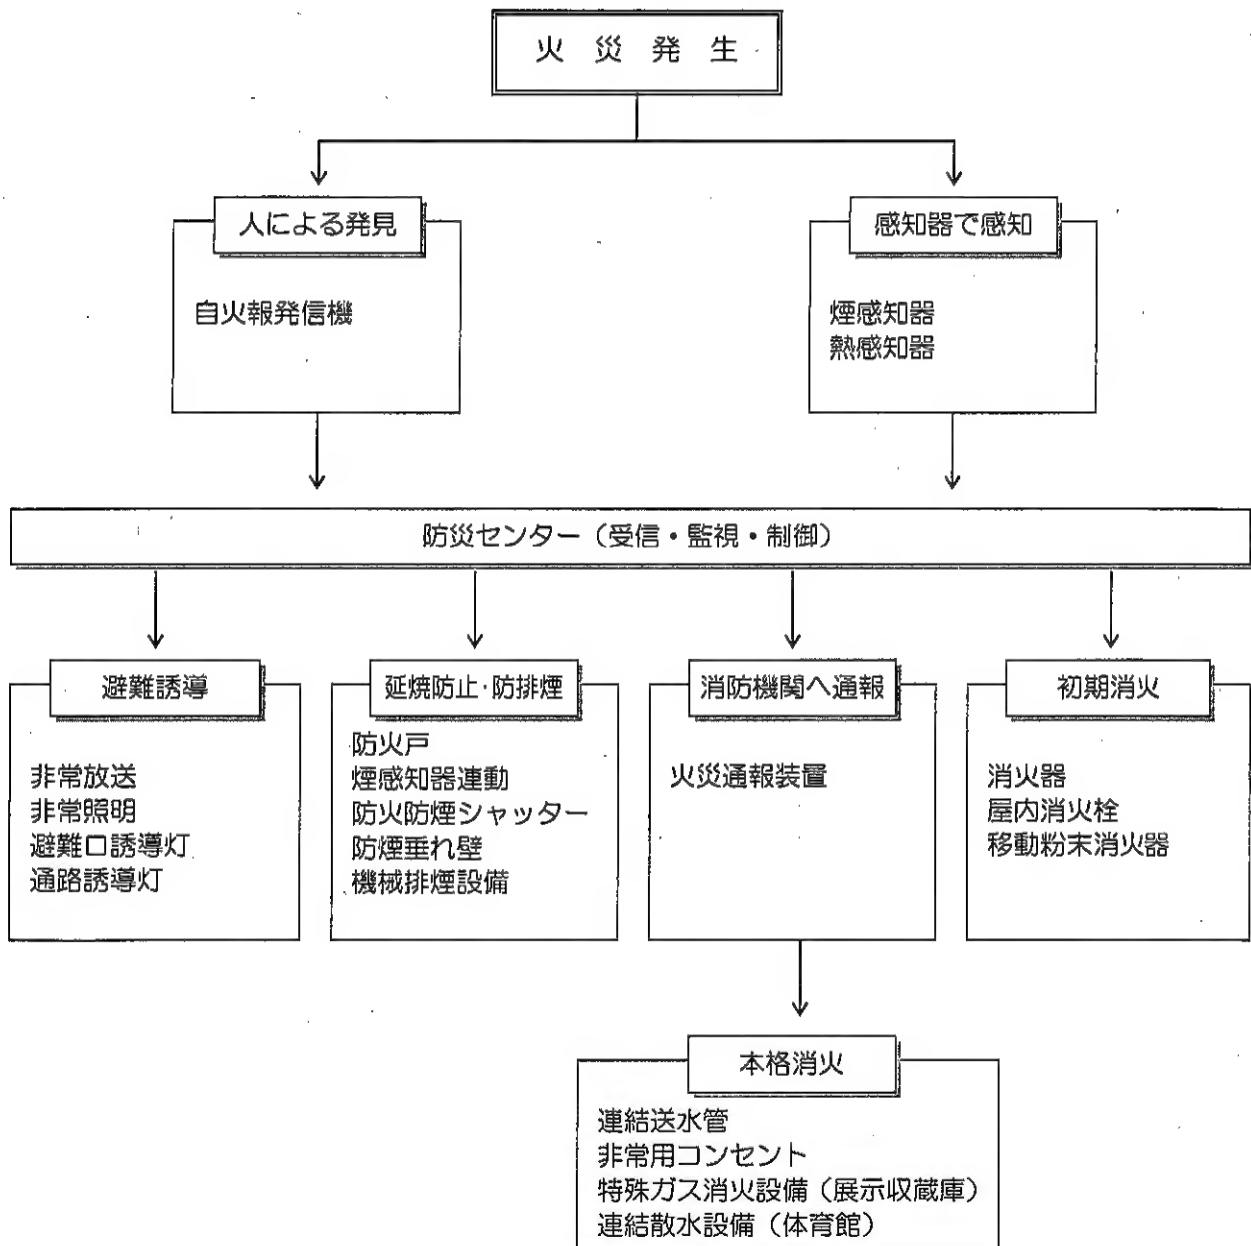 火災発生
人による発見
自火報発信機
感知器で感知
煙感知器
熱感知器
防災センター（受信・監視・制御）
避難誘導
非常放送
非常照明
避難口誘導灯
通路誘導灯
延焼防止・防排煙
防火戸
煙感知器連動
防火防煙シャッター
防煙垂れ壁
機械排煙設備
消防機関へ通報
火災通報装置
初期消火
消火器
屋内消火栓
移動粉末消火器
本格消火
連結送水管
非常用コンセント
特殊ガス消火設備（展示収蔵庫）
連結散水設備（体育館）